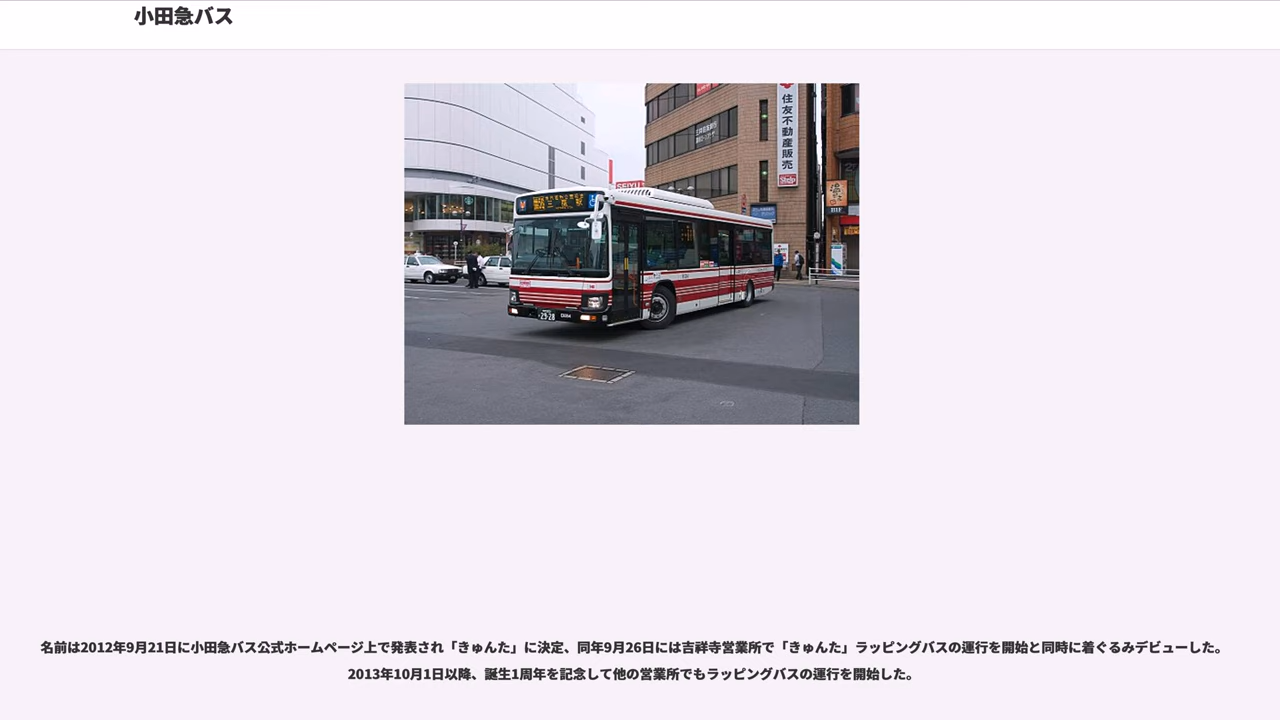 小田急バス
住友不動産販売
SEIYU
29-28
名前は2012年9月21日に小田急バス公式ホームページ上で発表され「きゅんた」に決定、同年9月26日には吉祥寺営業所で「きゅんた」ラッピングバスの運行を開始と同時に着ぐるみデビューした。
2013年10月1日以降、誕生1周年を記念して他の営業所でもラッピングバスの運行を開始した。